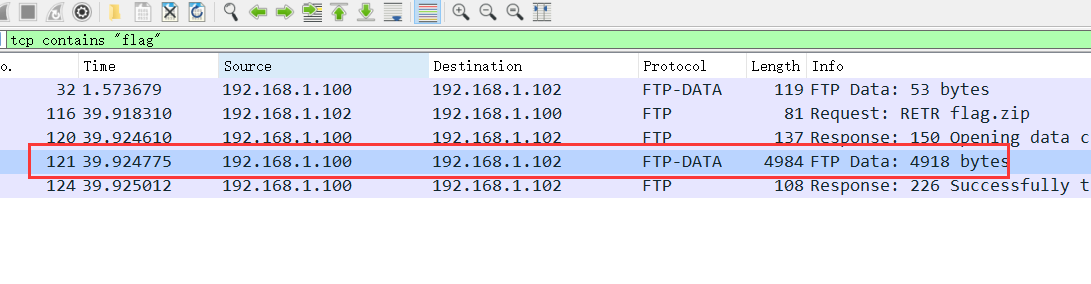 tcp contains "flag"
o. Time Source Destination Protocol Length Info
32 1.573679 192.168.1.100 192.168.1.102 FTP-DATA 119 FTP Data: 53 bytes
116 39.918310 192.168.1.102 192.168.1.100 FTP 81 Request: RETR flag.zip
120 39.924610 192.168.1.100 192.168.1.102 FTP 137 Response: 150 Opening data c
121 39.924775 192.168.1.100 192.168.1.102 FTP-DATA 4984 FTP Data: 4918 bytes
124 39.925012 192.168.1.100 192.168.1.102 FTP 108 Response: 226 Successfully t